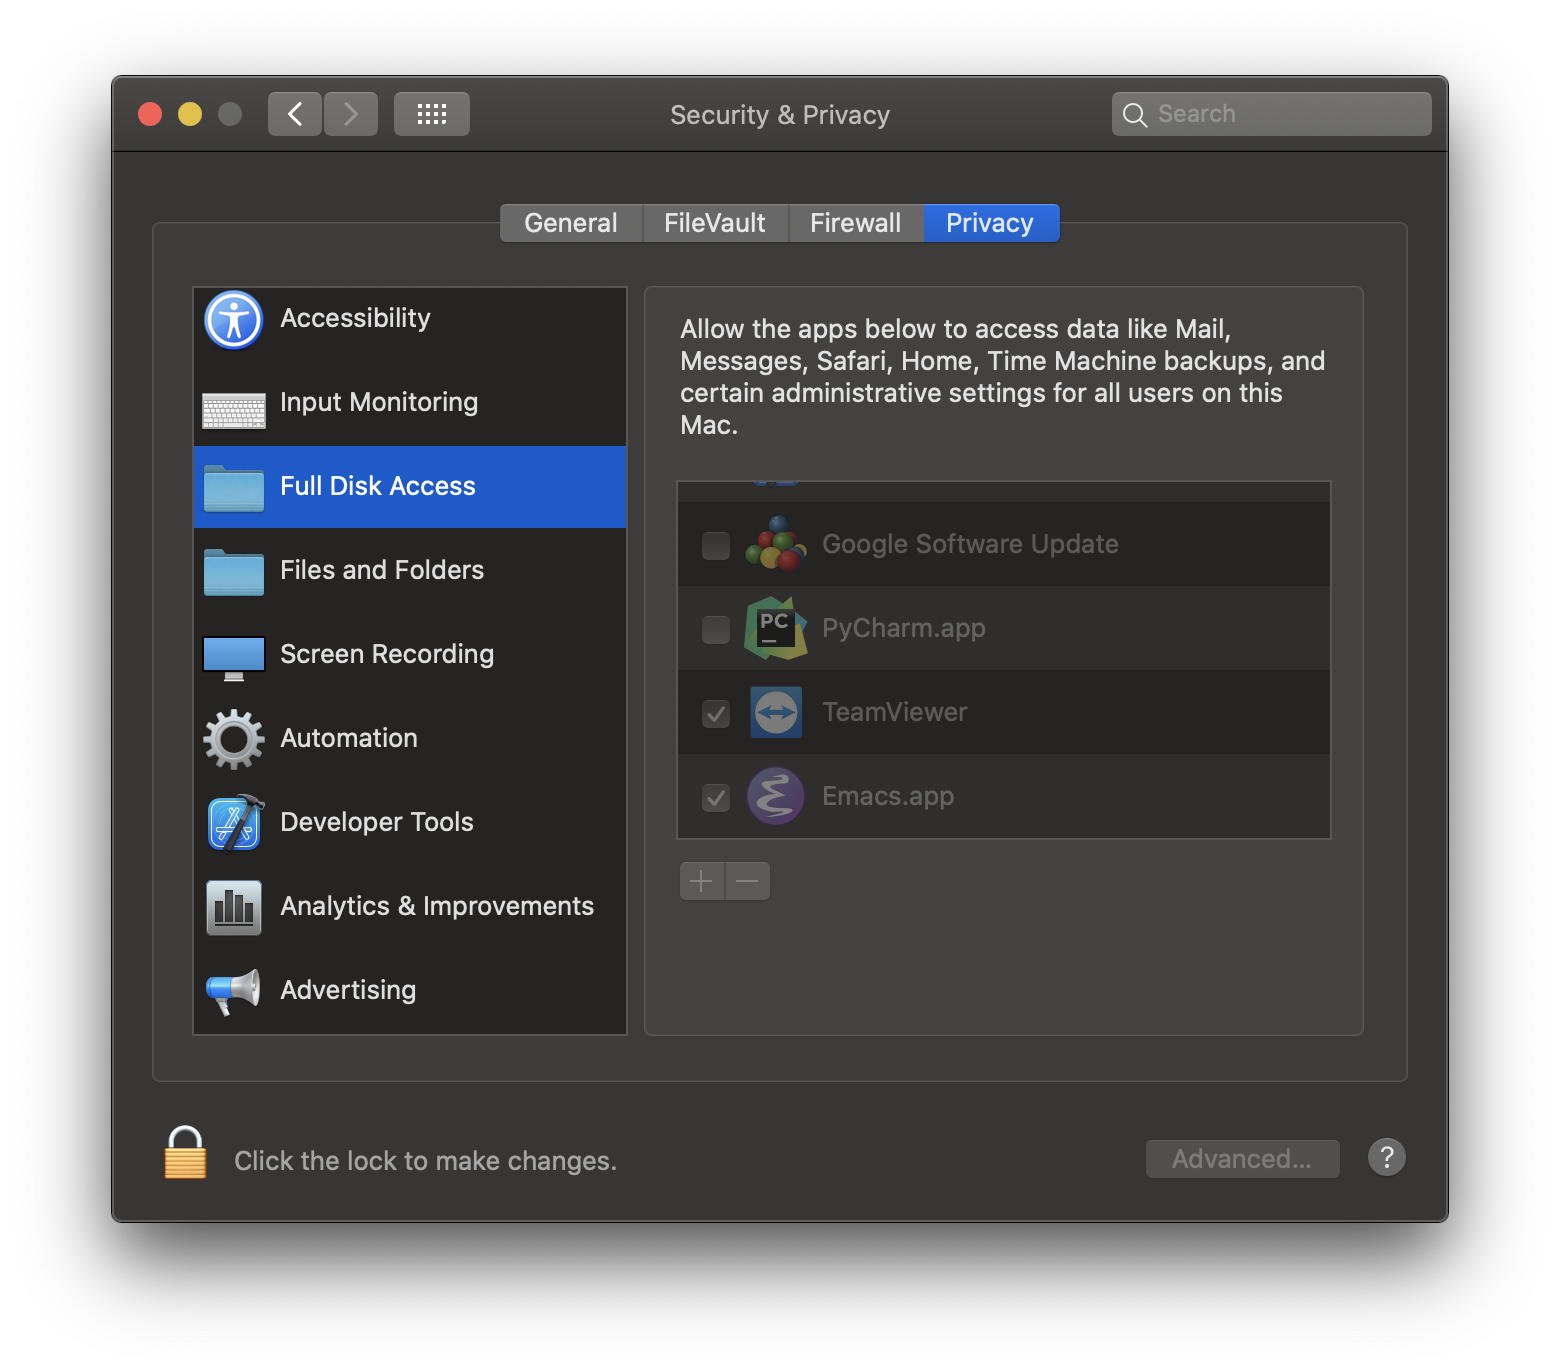 Security & Privacy
Search
General
FileVault
Firewall
Privacy
Accessibility
Input Monitoring
Full Disk Access
Files and Folders
Screen Recording
Automation
Developer Tools
Analytics & Improvements
Advertising
Allow the apps below to access data like Mail,
Messages, Safari, Home, Time Machine backups, and
certain administrative settings for all users on this
Mac.
Google Software Update
PC
PyCharm.app
TeamViewer
Emacs.app
Click the lock to make changes.
Advanced...
?